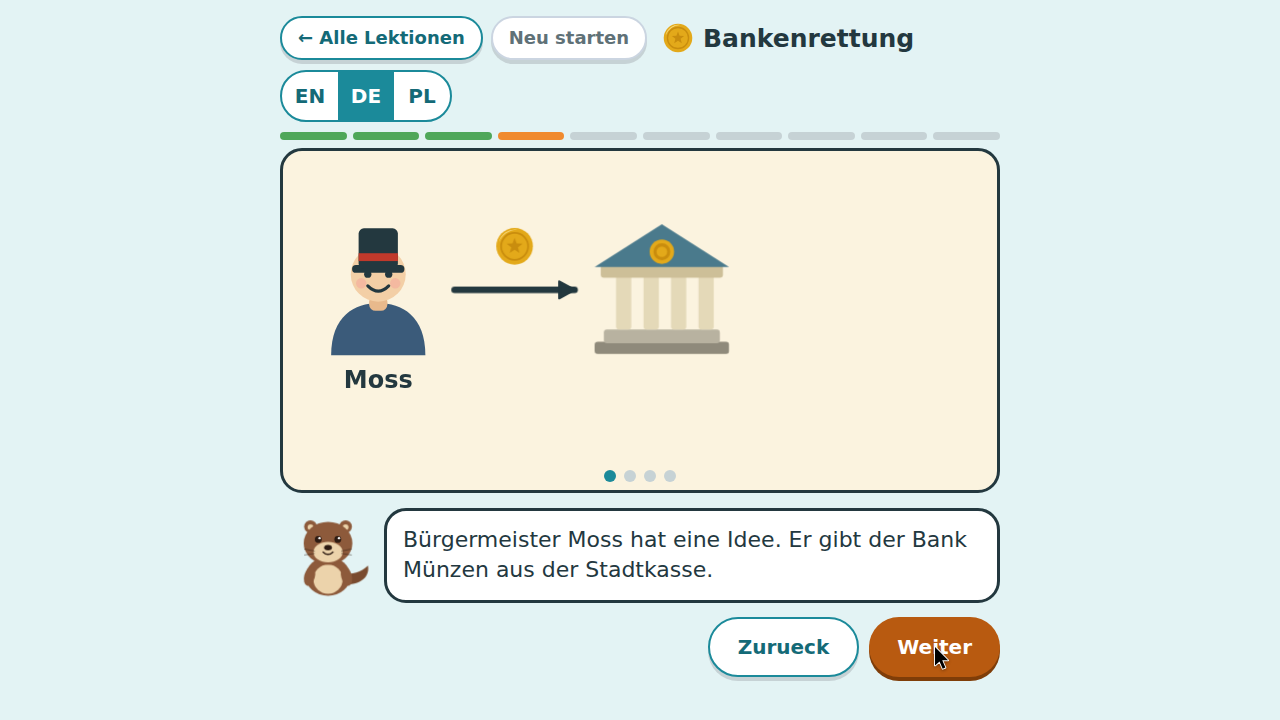 ← Alle Lektionen
Neu starten
Bankenrettung
EN DE PL
Moss
Bürgermeister Moss hat eine Idee. Er gibt der Bank
Münzen aus der Stadtkasse.
Zurueck
Weiter